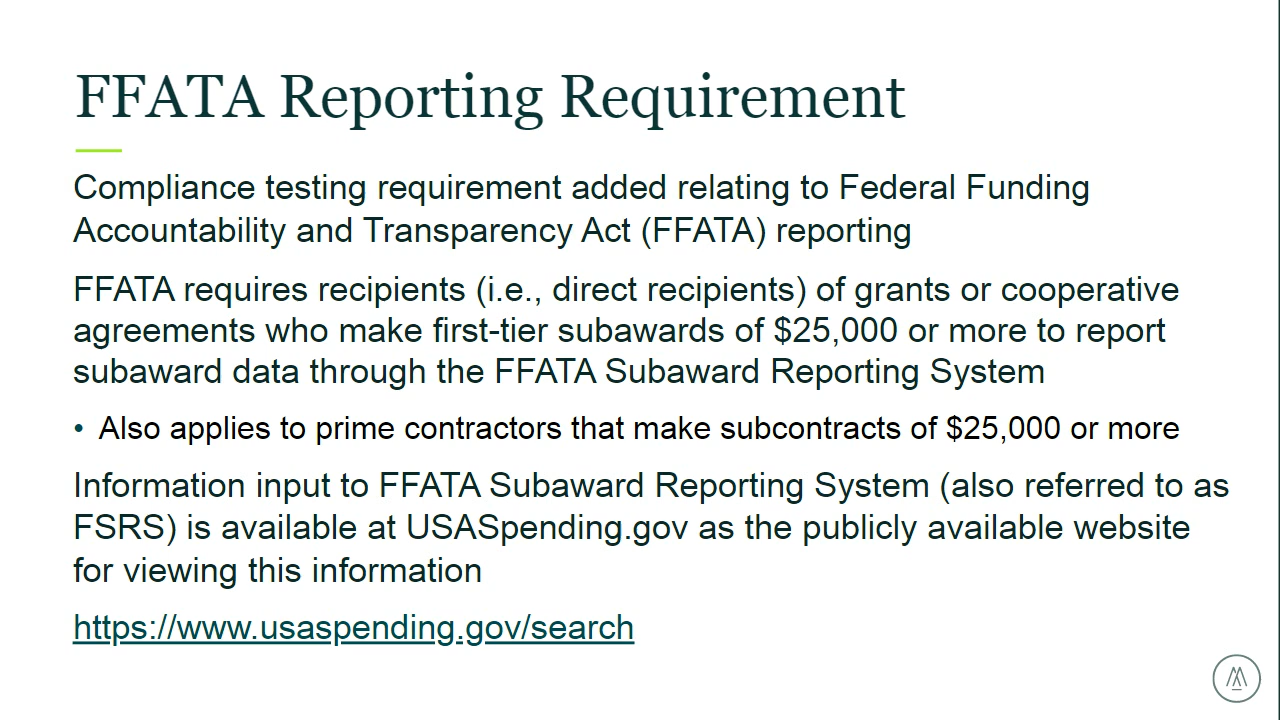 FFATA Reporting Requirement
Compliance testing requirement added relating to Federal Funding
Accountability and Transparency Act (FFATA) reporting
FFATA requires recipients (i.e., direct recipients) of grants or cooperative
agreements who make first-tier subawards of $25,000 or more to report
subaward data through the FFATA Subaward Reporting System
• Also applies to prime contractors that make subcontracts of $25,000 or more
Information input to FFATA Subaward Reporting System (also referred to as
FSRS) is available at USASpending.gov as the publicly available website
for viewing this information
https://www.usaspending.gov/search